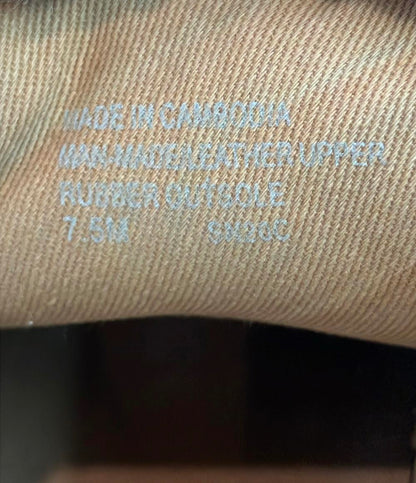 MADE IN CAMBODIA
MAN-MADE/LEATHER UPPER
RUBBER OUTSOLE
7.5M